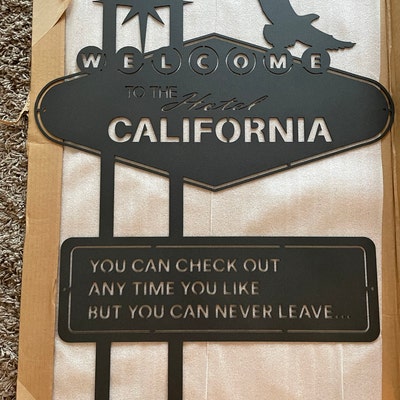 WELCOME
TO THE Hotel
CALIFORNIA
YOU CAN CHECK OUT
ANY TIME YOU LIKE
BUT YOU CAN NEVER LEAVE...